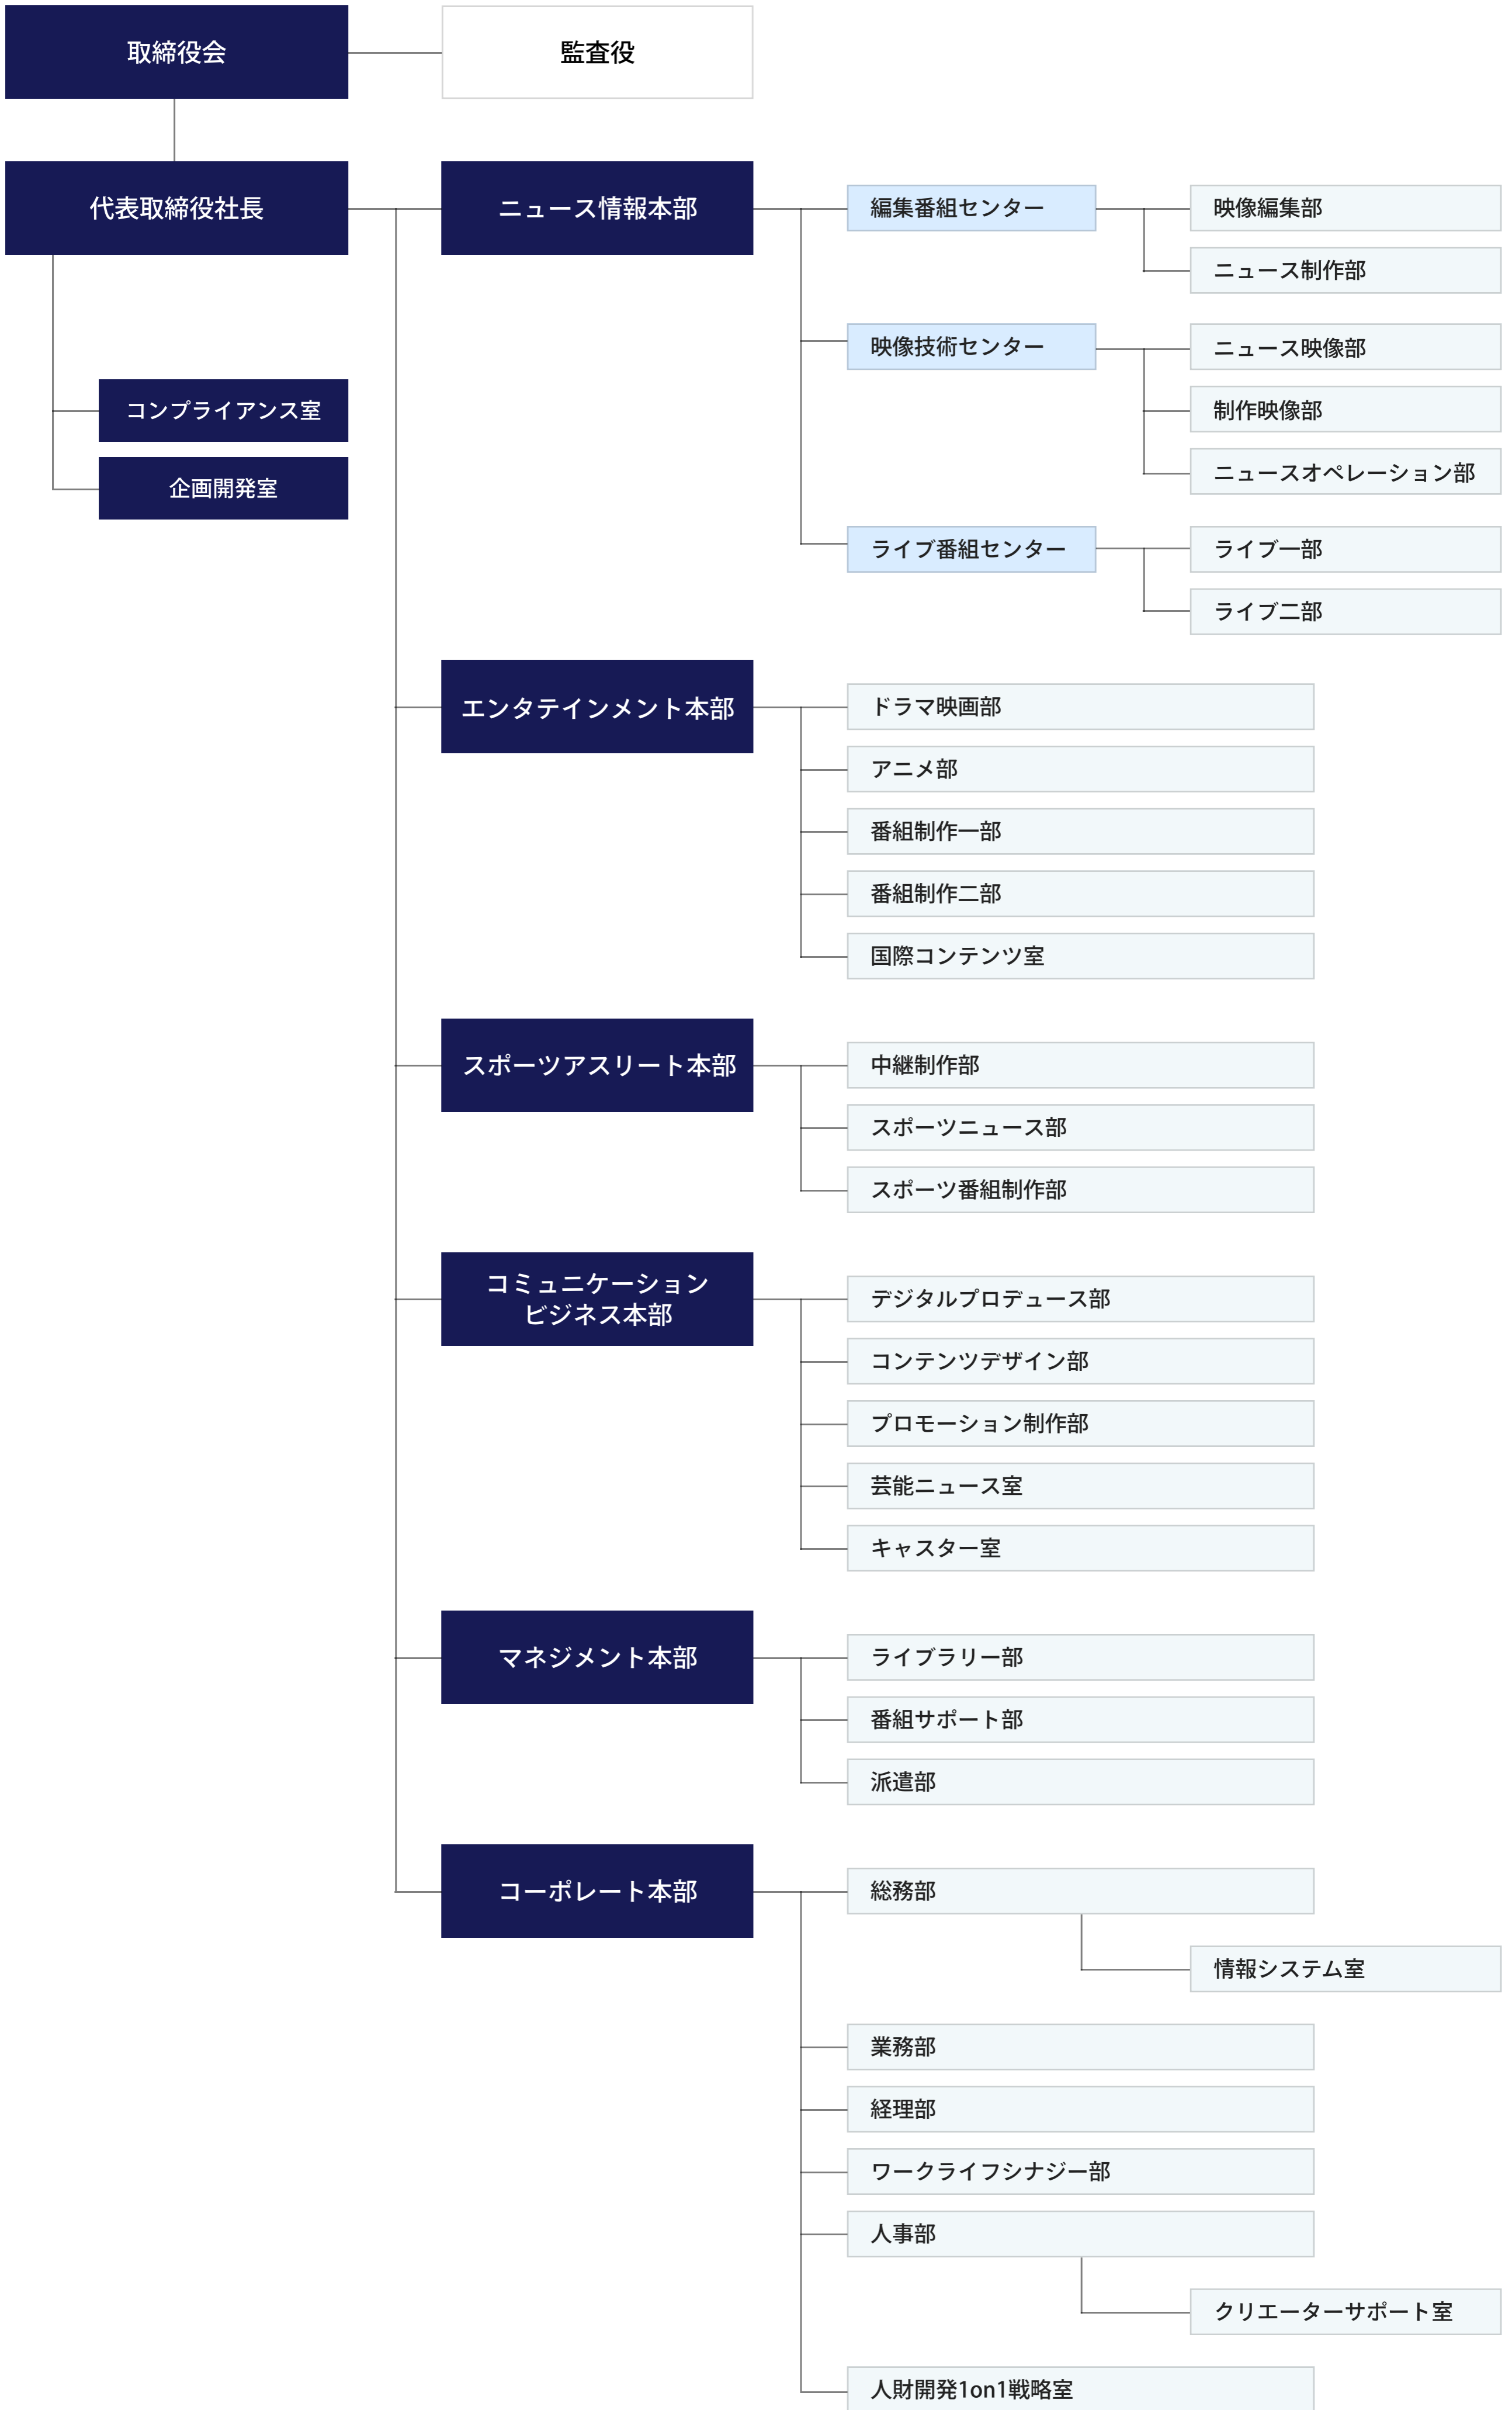 取締役会
監査役
代表取締役社長
コンプライアンス室
企画開発室
ニュース情報本部
編集番組センター
映像編集部
ニュース制作部
映像技術センター
ニュース映像部
制作映像部
ニュースオペレーション部
ライブ番組センター
ライブ一部
ライブ二部
エンタテインメント本部
ドラマ映画部
アニメ部
番組制作一部
番組制作二部
国際コンテンツ室
スポーツアスリート本部
中継制作部
スポーツニュース部
スポーツ番組制作部
コミュニケーション
ビジネス本部
デジタルプロデュース部
コンテンツデザイン部
プロモーション制作部
芸能ニュース室
キャスター室
マネジメント本部
ライブラリー部
番組サポート部
派遣部
コーポレート本部
総務部
情報システム室
業務部
経理部
ワークライフシナジー部
人事部
クリエーターサポート室
人財開発1on1戦略室